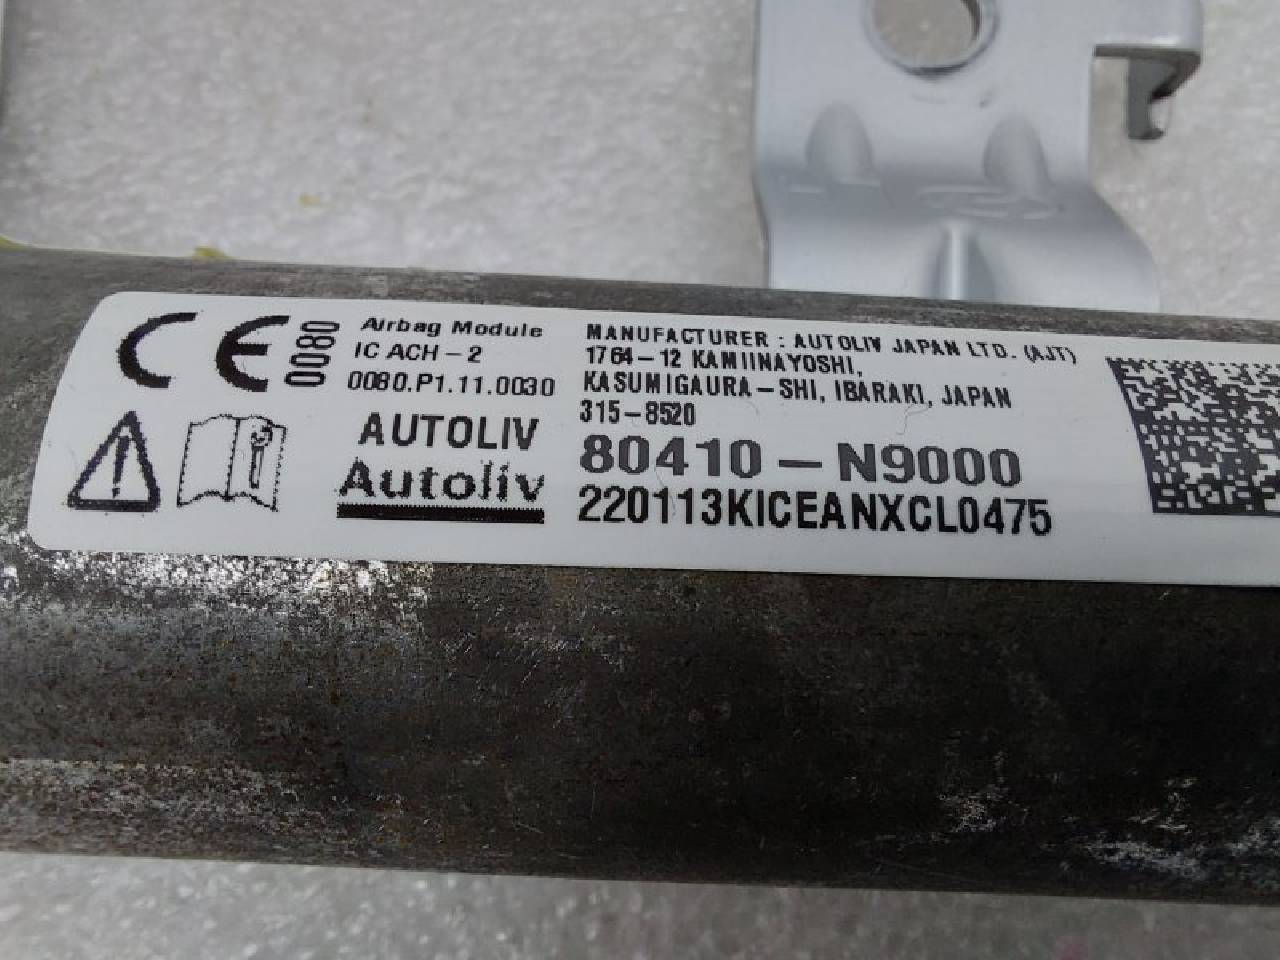 CE 0080
Airbag Module
IC ACH-2
0080.P1.11.0030
AUTOLIV
Autoliv
MANUFACTURER : AUTOLIV JAPAN LTD. (AJT)
1764-12 KAMIINAYOSHI,
KASUMIGAURA-SHI, IBARAKI, JAPAN
315-8520
80410-N9000
220113KICEANXCL0475